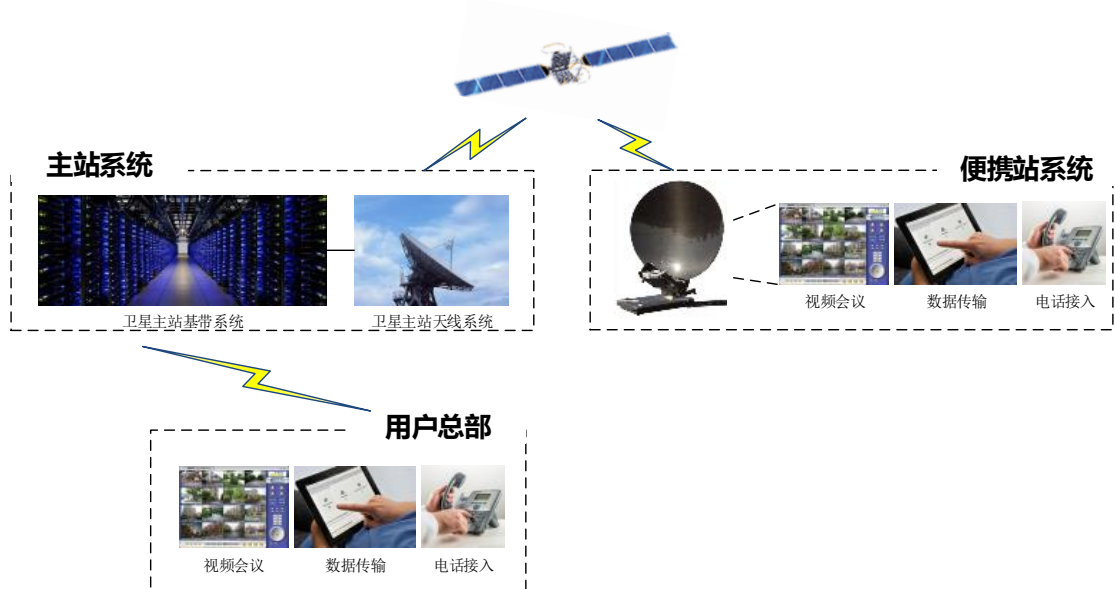 主站系统
便携站系统
卫星主站基带系统
卫星主站天线系统
视频会议
数据传输
电话接入
用户总部
视频会议
数据传输
电话接入